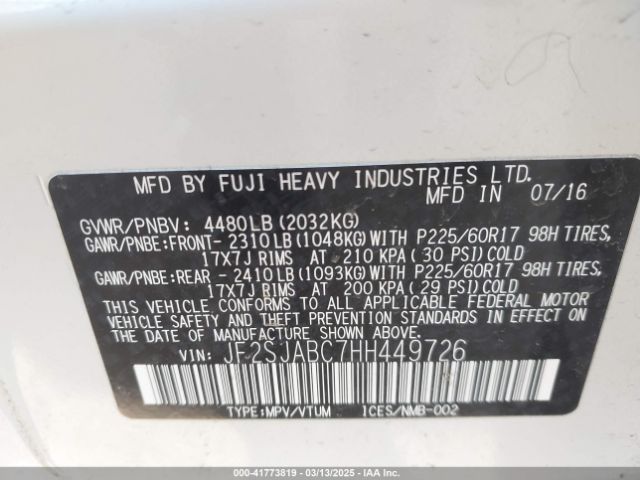 MFD BY FUJI HEAVY INDUSTRIES LTD.
MFD IN 07/16
GVWR/PNBV: 4480LB(2032KG)
GAWR/PNBE:FRONT- 2310LB(1048KG)WITH P225/60R17 98H TIRES,
17X7J RIMS AT 210 KPA(30 PSI)COLD
GAWR/PNBE:REAR - 2410LB(1093KG)WITH P225/60R17 98H TIRES,
17X7J RIMS AT 200 KPA(29 PSI)COLD
THIS VEHICLE CONFORMS TO ALL APPLICABLE FEDERAL MOTOR
VEHICLE SAFETY AND THEFT PREVENTION STANDARDS IN EFFECT ON
THE DATE OF MANUFACTURE SHOWN ABOVE.
VIN: JF2SJABC7HH449726
TYPE:MPV/VTUM ICES/NMB-002
000-41773819 - 03/13/2025 - IAAI.COM